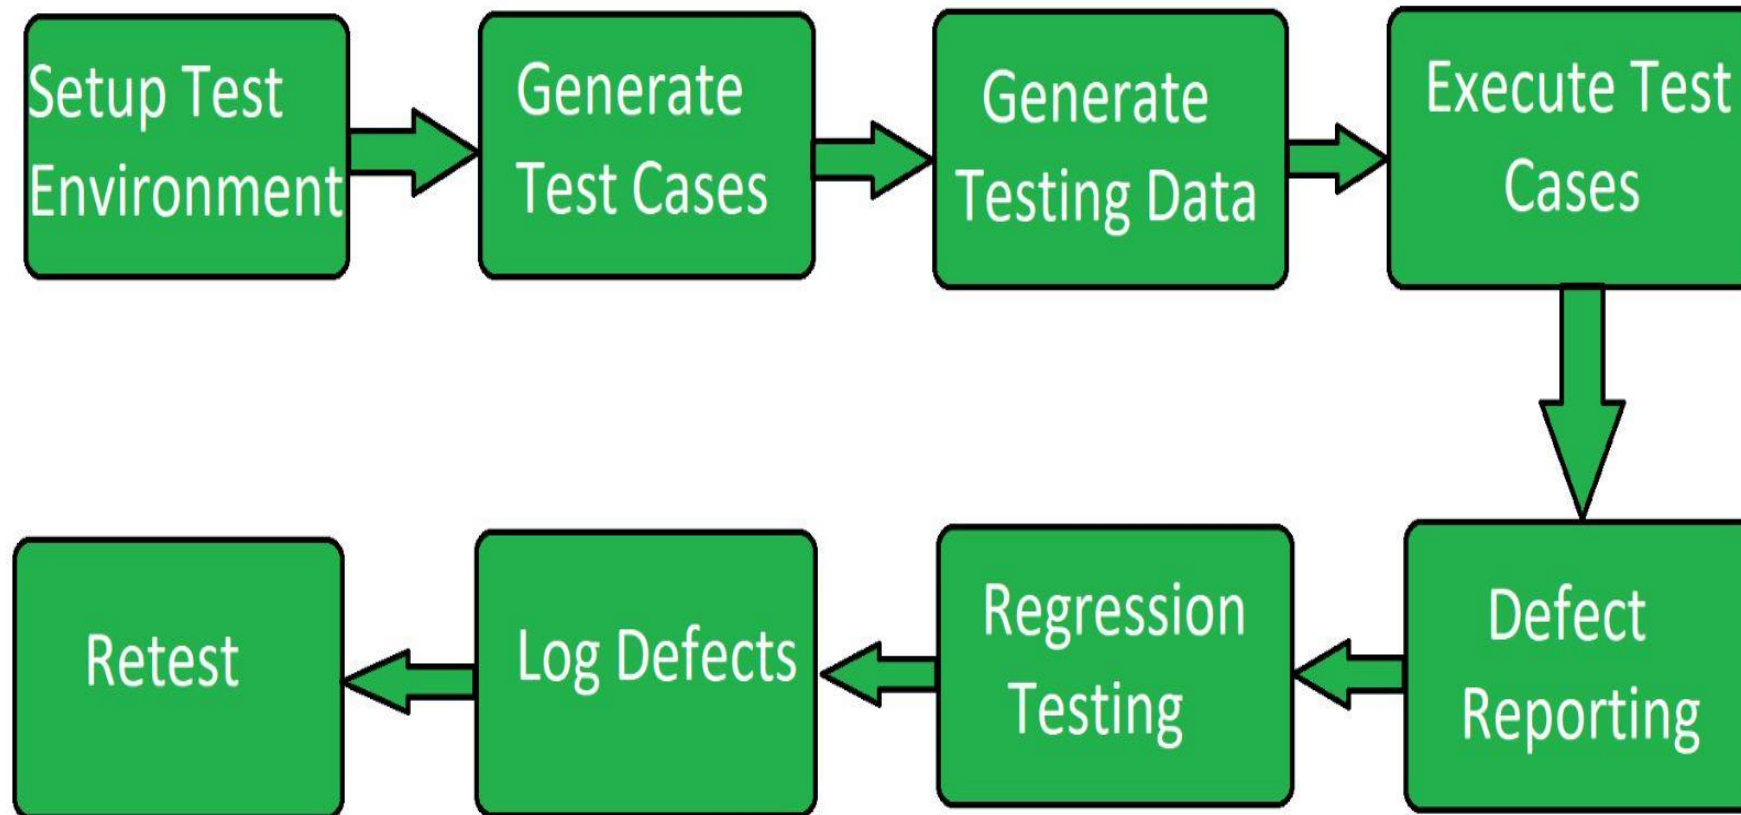 Setup Test
Environment
Generate
Test Cases
Generate
Testing Data
Execute Test
Cases
Defect
Reporting
Regression
Testing
Log Defects
Retest